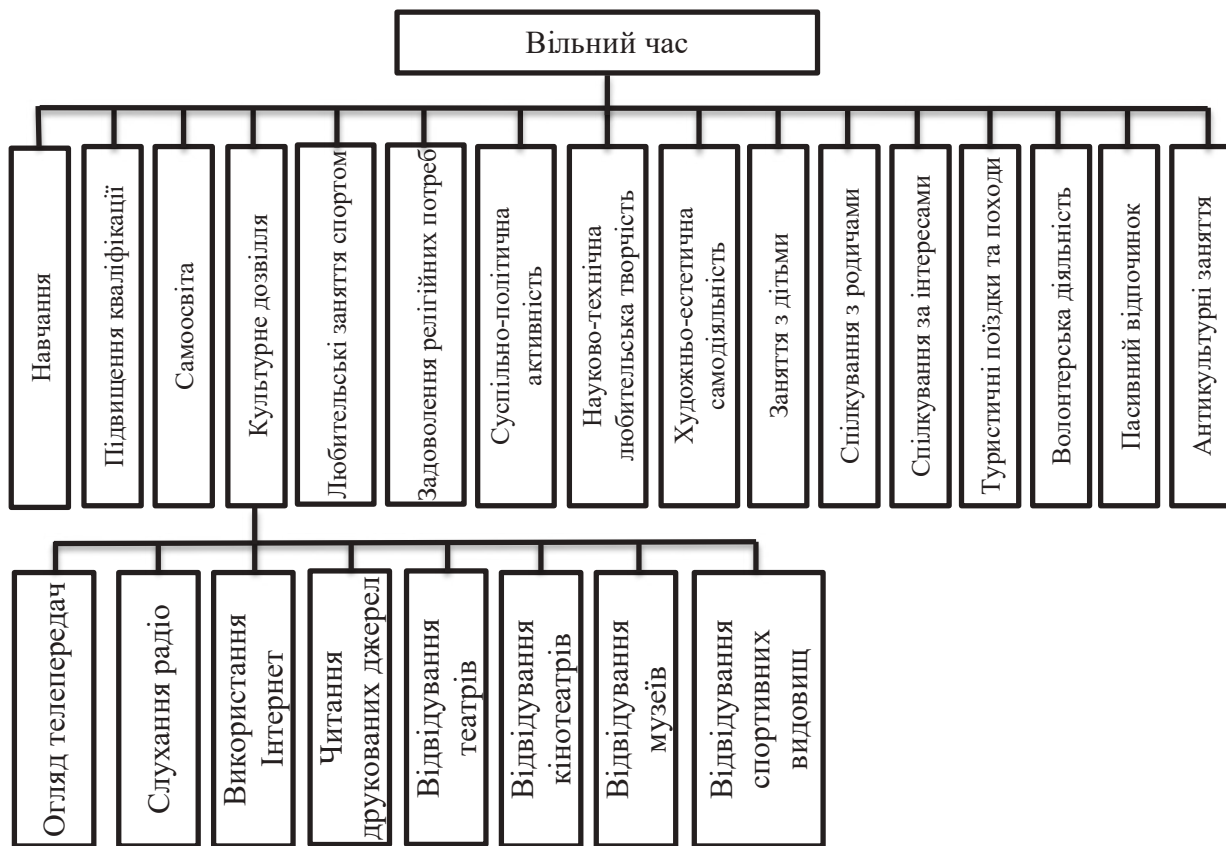 Вільний час
Навчання
Підвищення кваліфікації
Самоосвіта
Культурне дозвілля
Любительські заняття спортом
Задоволення релігійних потреб
Суспільно-політична
активність
Науково-технічна
любительська творчість
Художньо-естетична
самодіяльність
Заняття з дітьми
Спілкування з родичами
Спілкування за інтересами
Туристичні поїздки та походи
Волонтерська діяльність
Пасивний відпочинок
Антикультурні заняття
Огляд телепередач
Слухання радіо
Використання
Інтернет
Читання
друкованих джерел
Відвідування
театрів
Відвідування
кінотеатрів
Відвідування
музеїв
Відвідування
спортивних
видовищ